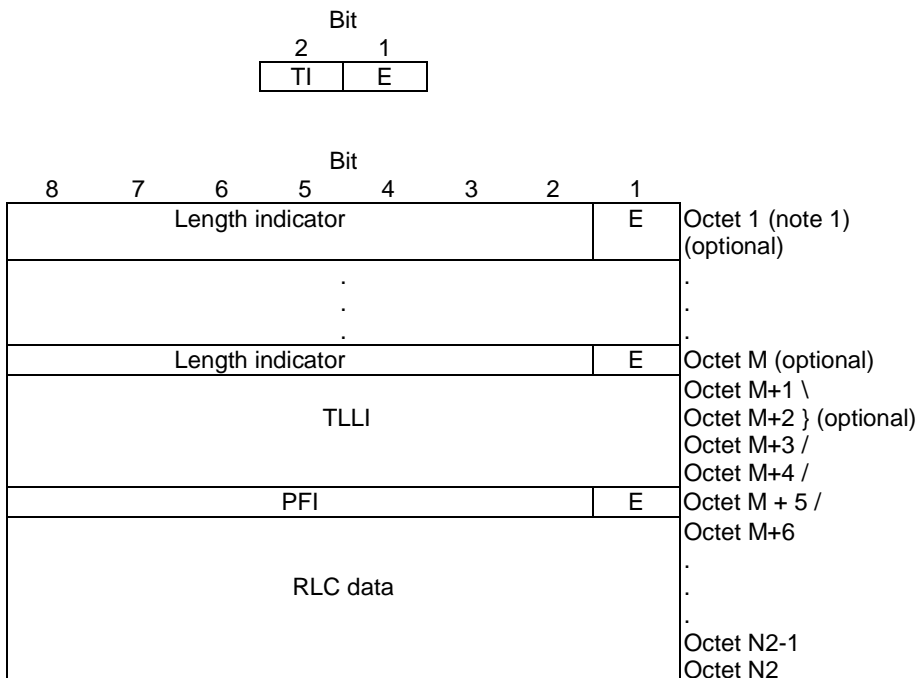 Bit
2 1
TI E
Bit
8 7 6 5 4 3 2 1
Length indicator E Octet 1 (note 1)
(optional)
. .
. .
. .
Length indicator E Octet M (optional)
Octet M+1 \
TLLI Octet M+2 } (optional)
Octet M+3 /
Octet M+4 /
PFI E Octet M + 5 /
Octet M+6
.
RLC data .
.
Octet N2-1
Octet N2